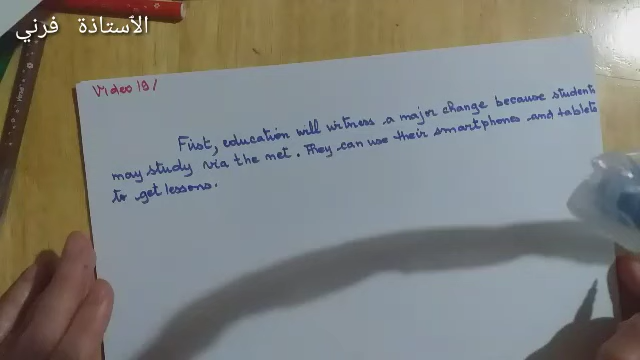 الأستاذة فرني
Video 19/
First, education will witness a major change because students
may study via the net. They can use their smartphones and tablets
to get lessons.